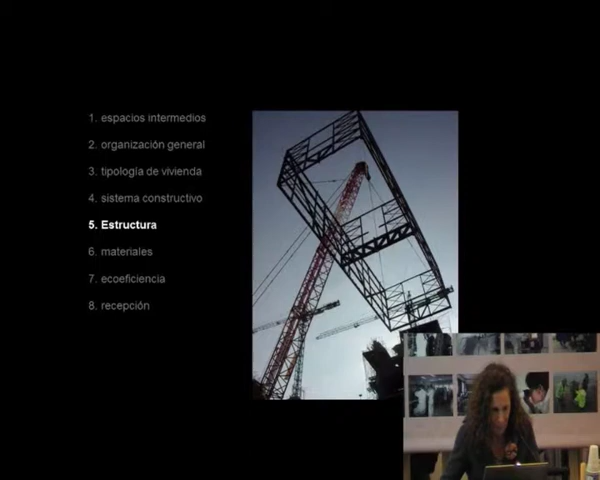 1. espacios intermedios
2. organización general
3. tipología de vivienda
4. sistema constructivo
5. Estructura
6. materiales
7. ecoeficiencia
8. recepción